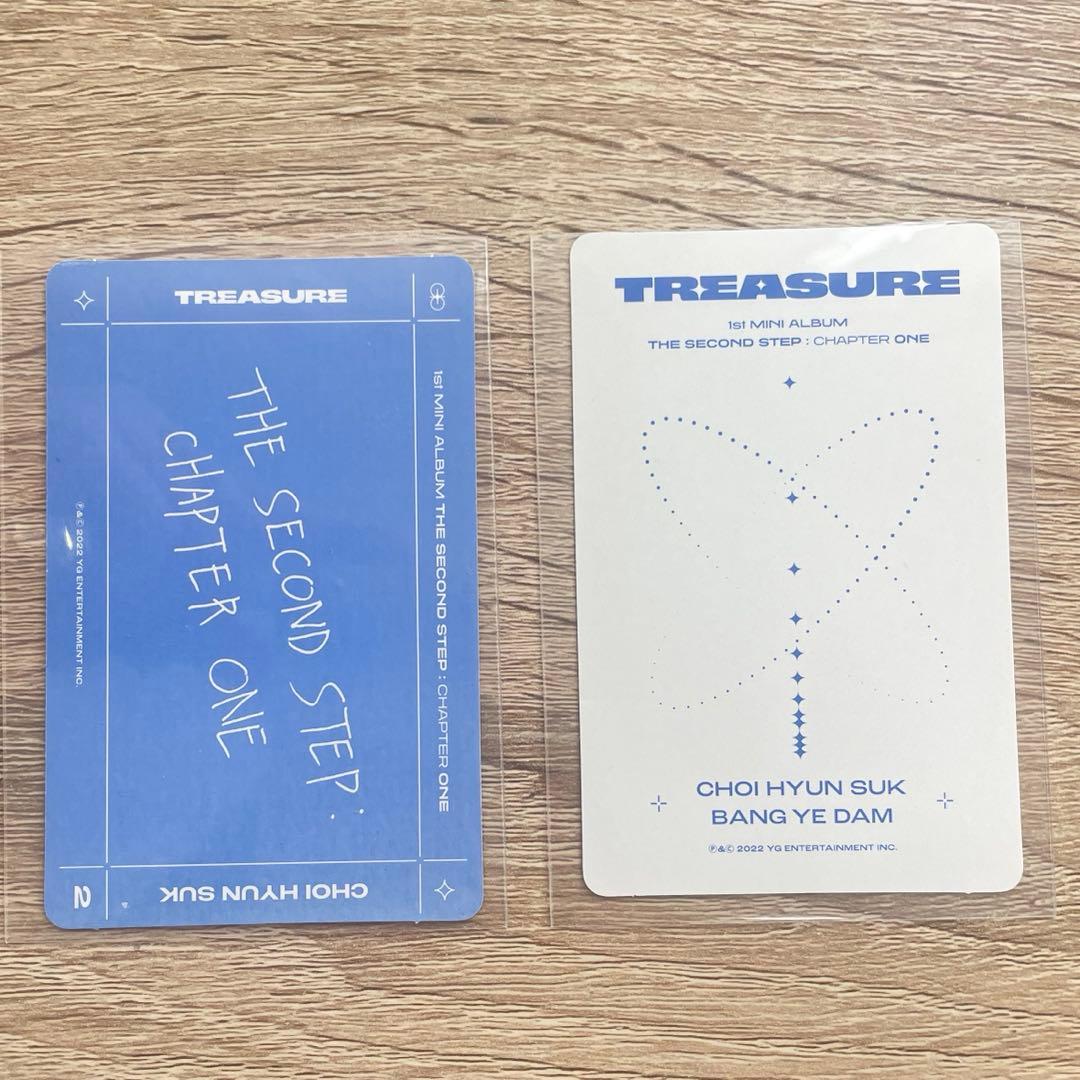 TREASURE
1st MINI ALBUM THE SECOND STEP : CHAPTER ONE
THE SECOND STEP:
CHAPTER ONE
Ⓟ&Ⓒ 2022 YG ENTERTAINMENT INC.
CHOI HYUN SUK
2
TREASURE
1st MINI ALBUM
THE SECOND STEP : CHAPTER ONE
CHOI HYUN SUK
BANG YE DAM
Ⓟ&Ⓒ 2022 YG ENTERTAINMENT INC.